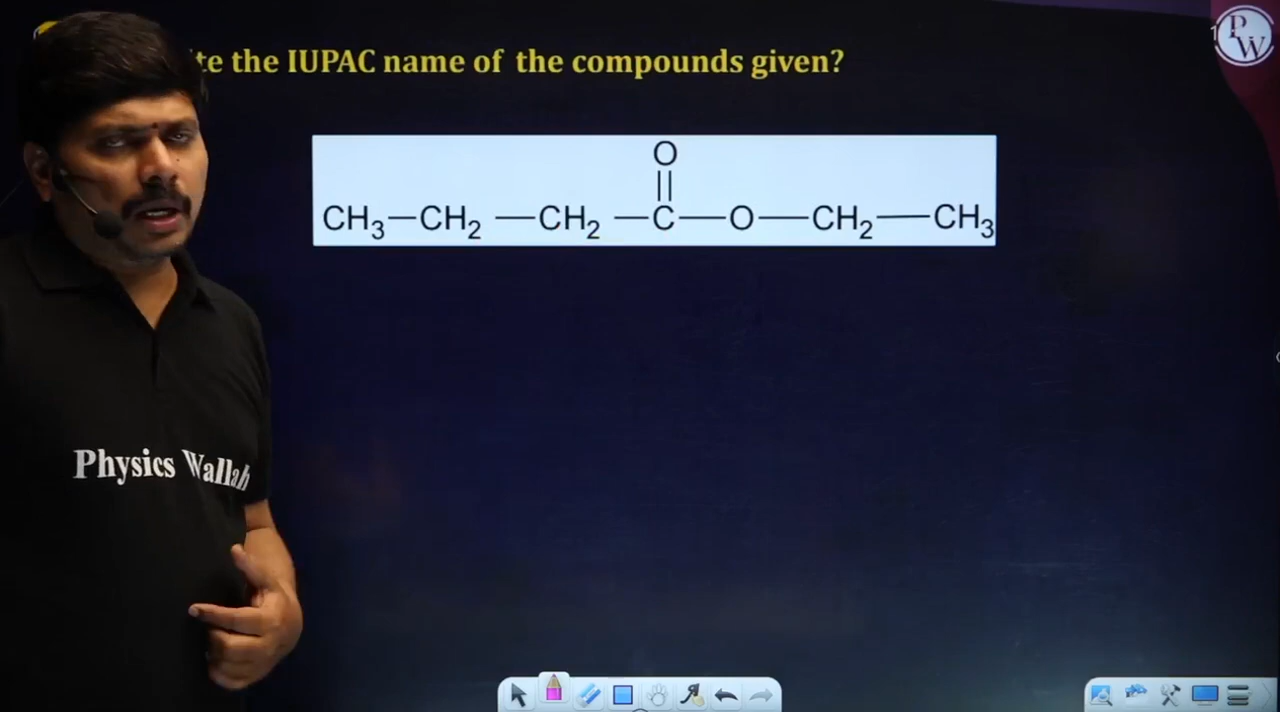 te the IUPAC name of the compounds given?
O
||
CH₃—CH₂—CH₂—C—O—CH₂—CH₃
Physics Wallah
PW